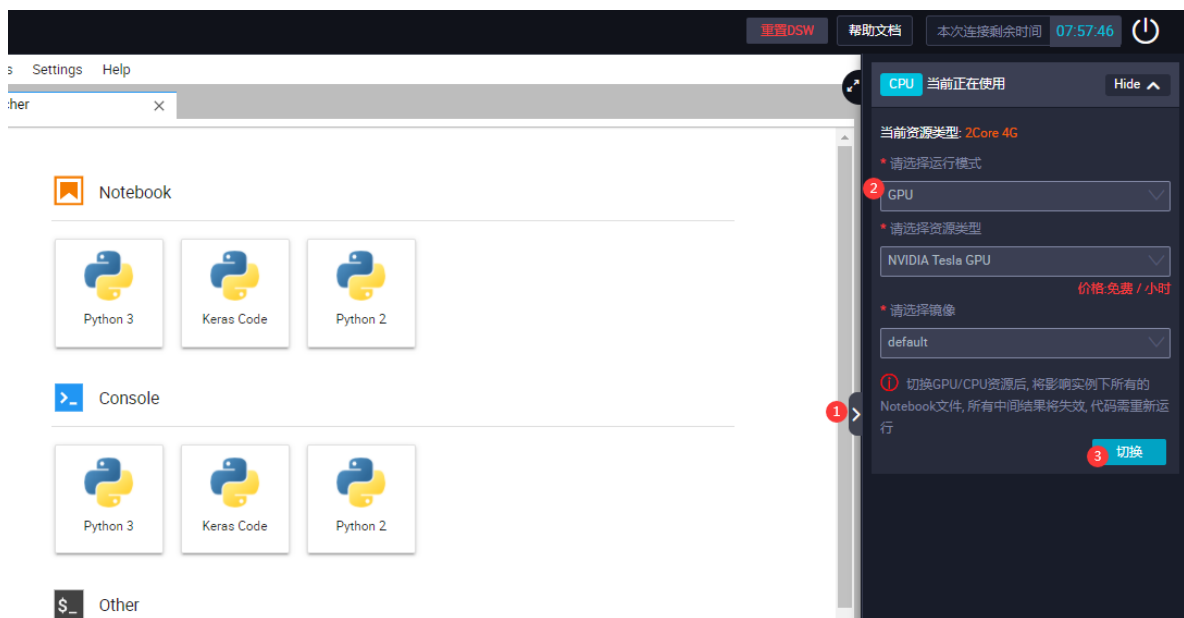 重置DSW
帮助文档
本次连接剩余时间 07:57:46
s Settings Help
cher
CPU 当前正在使用
Hide
当前资源类型: 2Core 4G
* 请选择运行模式
2
GPU
* 请选择资源类型
NVIDIA Tesla GPU
价格:免费 / 小时
* 请选择镜像
default
切换GPU/CPU资源后, 将影响实例下所有的
Notebook文件, 所有中间结果将失效, 代码需重新运
行
3 切换
1
Notebook
Python 3
Keras Code
Python 2
Console
>_
Python 3
Keras Code
Python 2
$_
Other